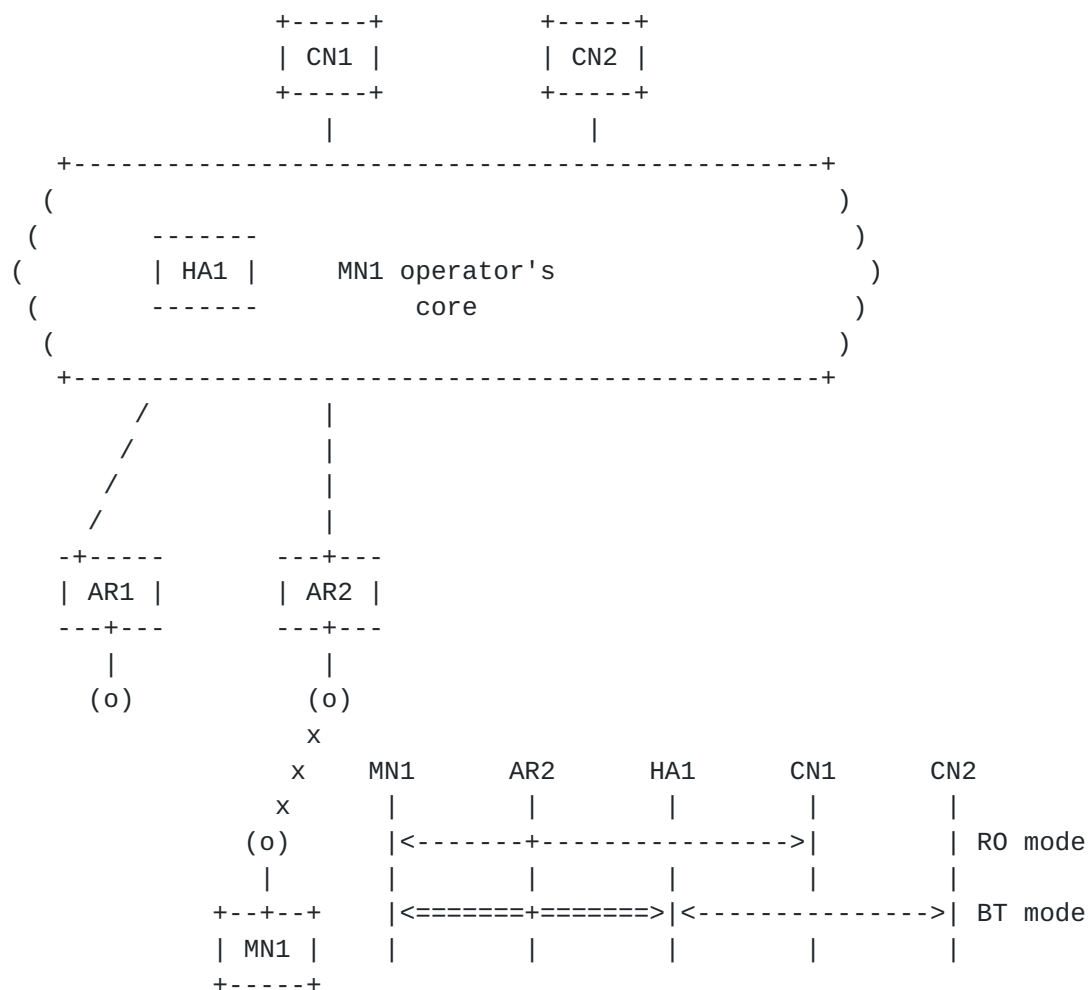 CN1 CN2
HA1 MN1 operator's
core
AR1 AR2
(o) (o)
x
x MN1 AR2 HA1 CN1 CN2
x
(o) RO mode
BT mode
MN1